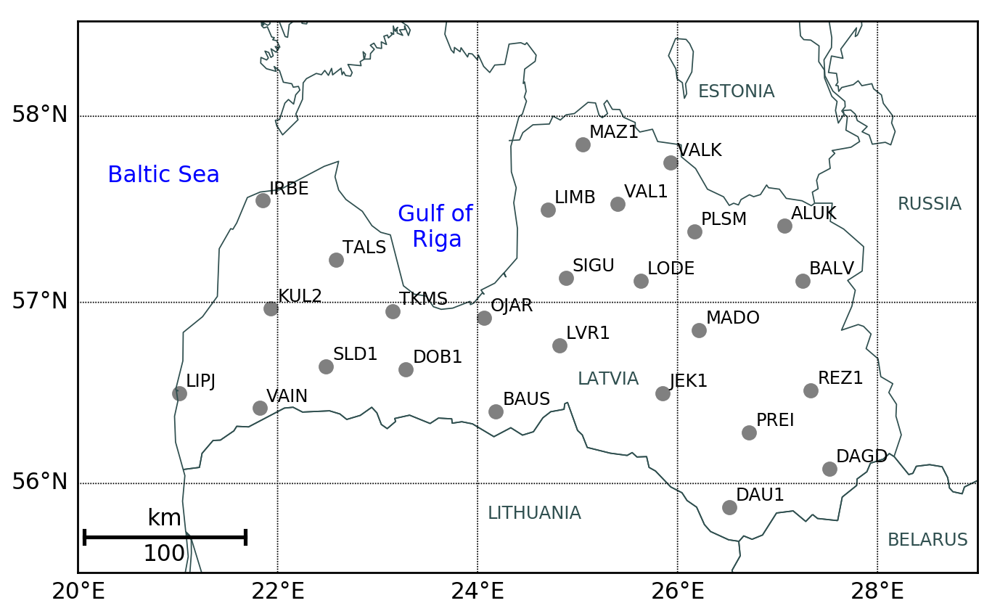 ESTONIA
58°N
MAZ1
VALK
Baltic Sea
IRBE
LIMB
VAL1
RUSSIA
Gulf of
Riga
PLSM
ALUK
TALS
SIGU
LODE
BALV
57°N
KUL2
TKMS
OJAR
MADO
LVR1
SLD1
DOB1
LATVIA
JEK1
REZ1
LIPJ
VAIN
BAUS
PREI
DAGD
56°N
DAU1
LITHUANIA
km
100
BELARUS
20°E
22°E
24°E
26°E
28°E